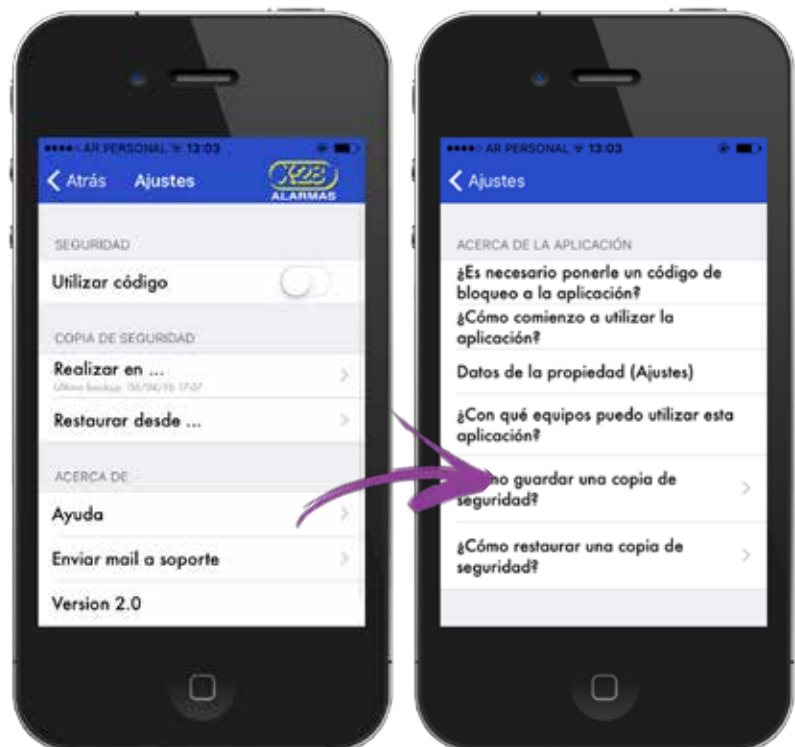 AR PERSONAL 13:03
Atrás Ajustes
X-28
ALARMAS
SEGURIDAD
Utilizar código
COPIA DE SEGURIDAD
Realizar en ...
Restaurar desde ...
ACERCA DE
Ayuda
Enviar mail a soporte
Version 2.0
AR PERSONAL 13:03
Ajustes
ACERCA DE LA APLICACIÓN
¿Es necesario ponerle un código de
bloqueo a la aplicación?
¿Cómo comienzo a utilizar la
aplicación?
Datos de la propiedad (Ajustes)
¿Con qué equipos puedo utilizar esta
aplicación?
guardar una copia de
seguridad?
¿Cómo restaurar una copia de
seguridad?